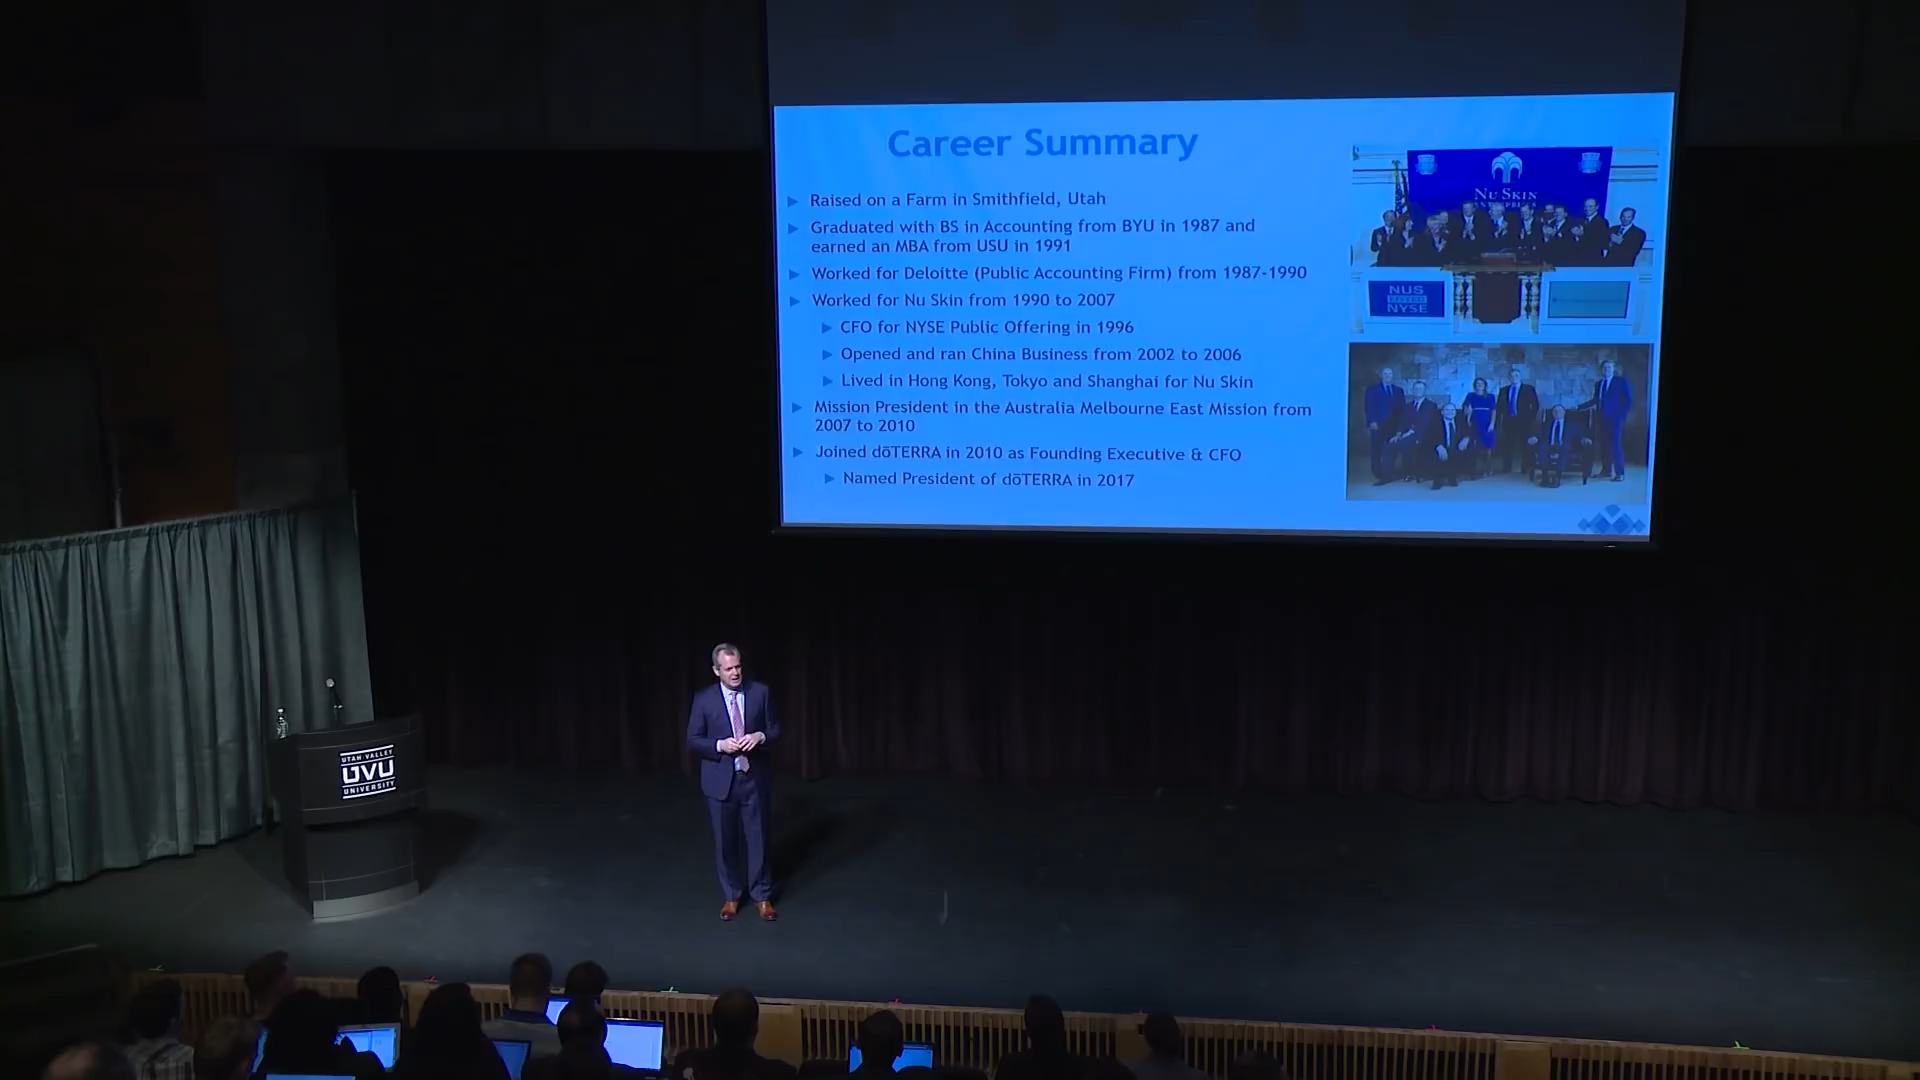 Career Summary
Raised on a Farm in Smithfield, Utah
Graduated with BS in Accounting from BYU in 1987 and
earned an MBA from USU in 1991
Worked for Deloitte (Public Accounting Firm) from 1987-1990
Worked for Nu Skin from 1990 to 2007
CFO for NYSE Public Offering in 1996
Opened and ran China Business from 2002 to 2006
Lived in Hong Kong, Tokyo and Shanghai for Nu Skin
Mission President in the Australia Melbourne East Mission from
2007 to 2010
Joined dōTERRA in 2010 as Founding Executive & CFO
Named President of dōTERRA in 2017
NU SKIN
NUS
LISTED
NYSE
UTAH VALLEY
UVU
UNIVERSITY